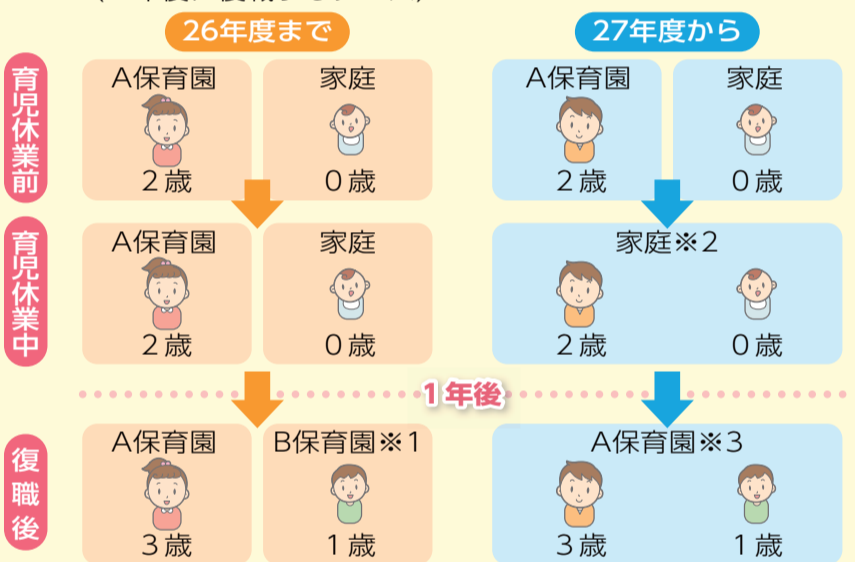 26年度まで 27年度から
育児休業前
A保育園 家庭 A保育園 家庭
2歳 0歳 2歳 0歳
育児休業中
A保育園 家庭 家庭※2
2歳 0歳 2歳 0歳
1年後
復職後
A保育園 B保育園※1 A保育園※3
3歳 1歳 3歳 1歳